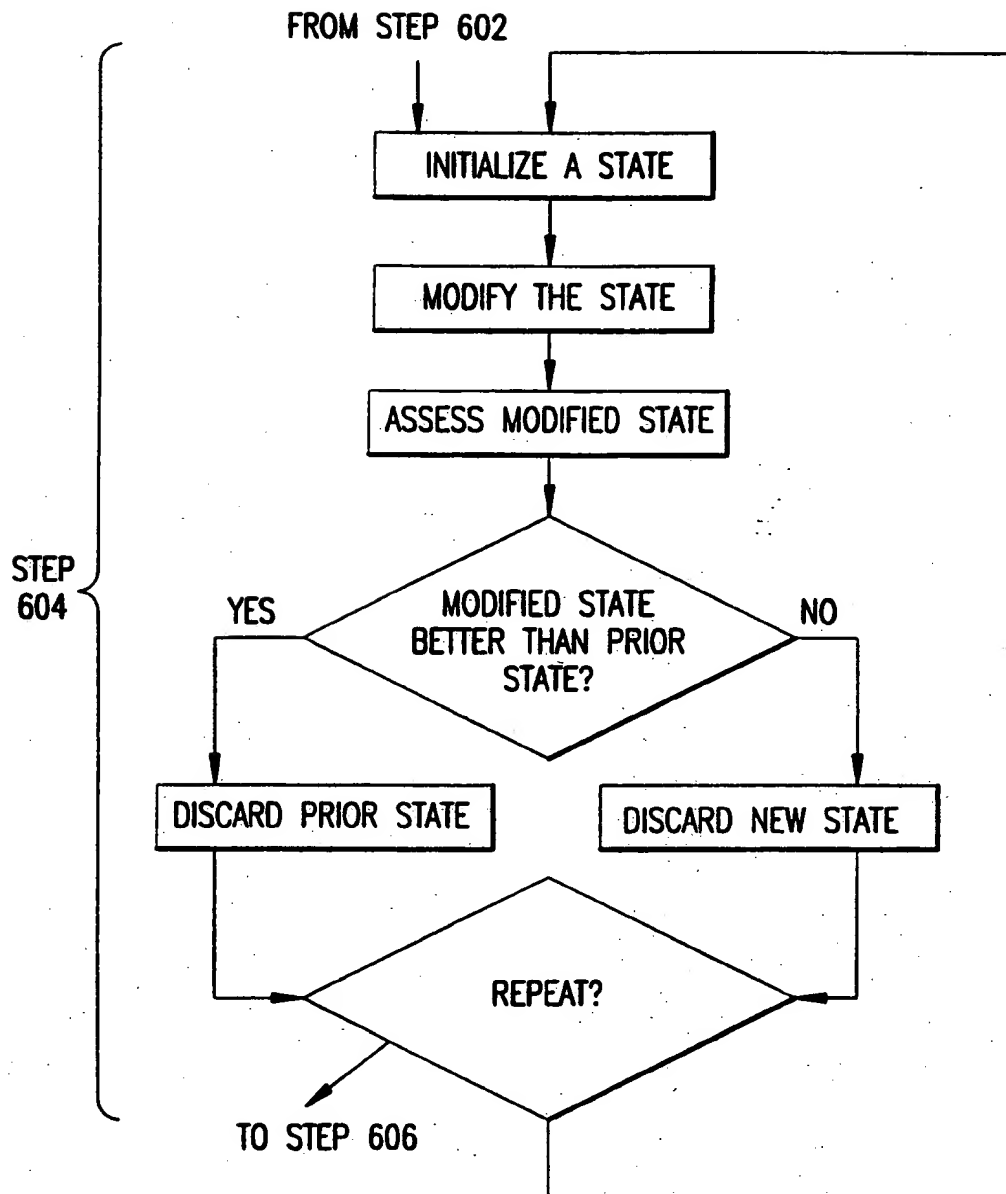 FROM STEP 602
INITIALIZE A STATE
MODIFY THE STATE
ASSESS MODIFIED STATE
STEP
604
YES
MODIFIED STATE
BETTER THAN PRIOR
STATE?
NO
DISCARD PRIOR STATE
DISCARD NEW STATE
REPEAT?
TO STEP 606